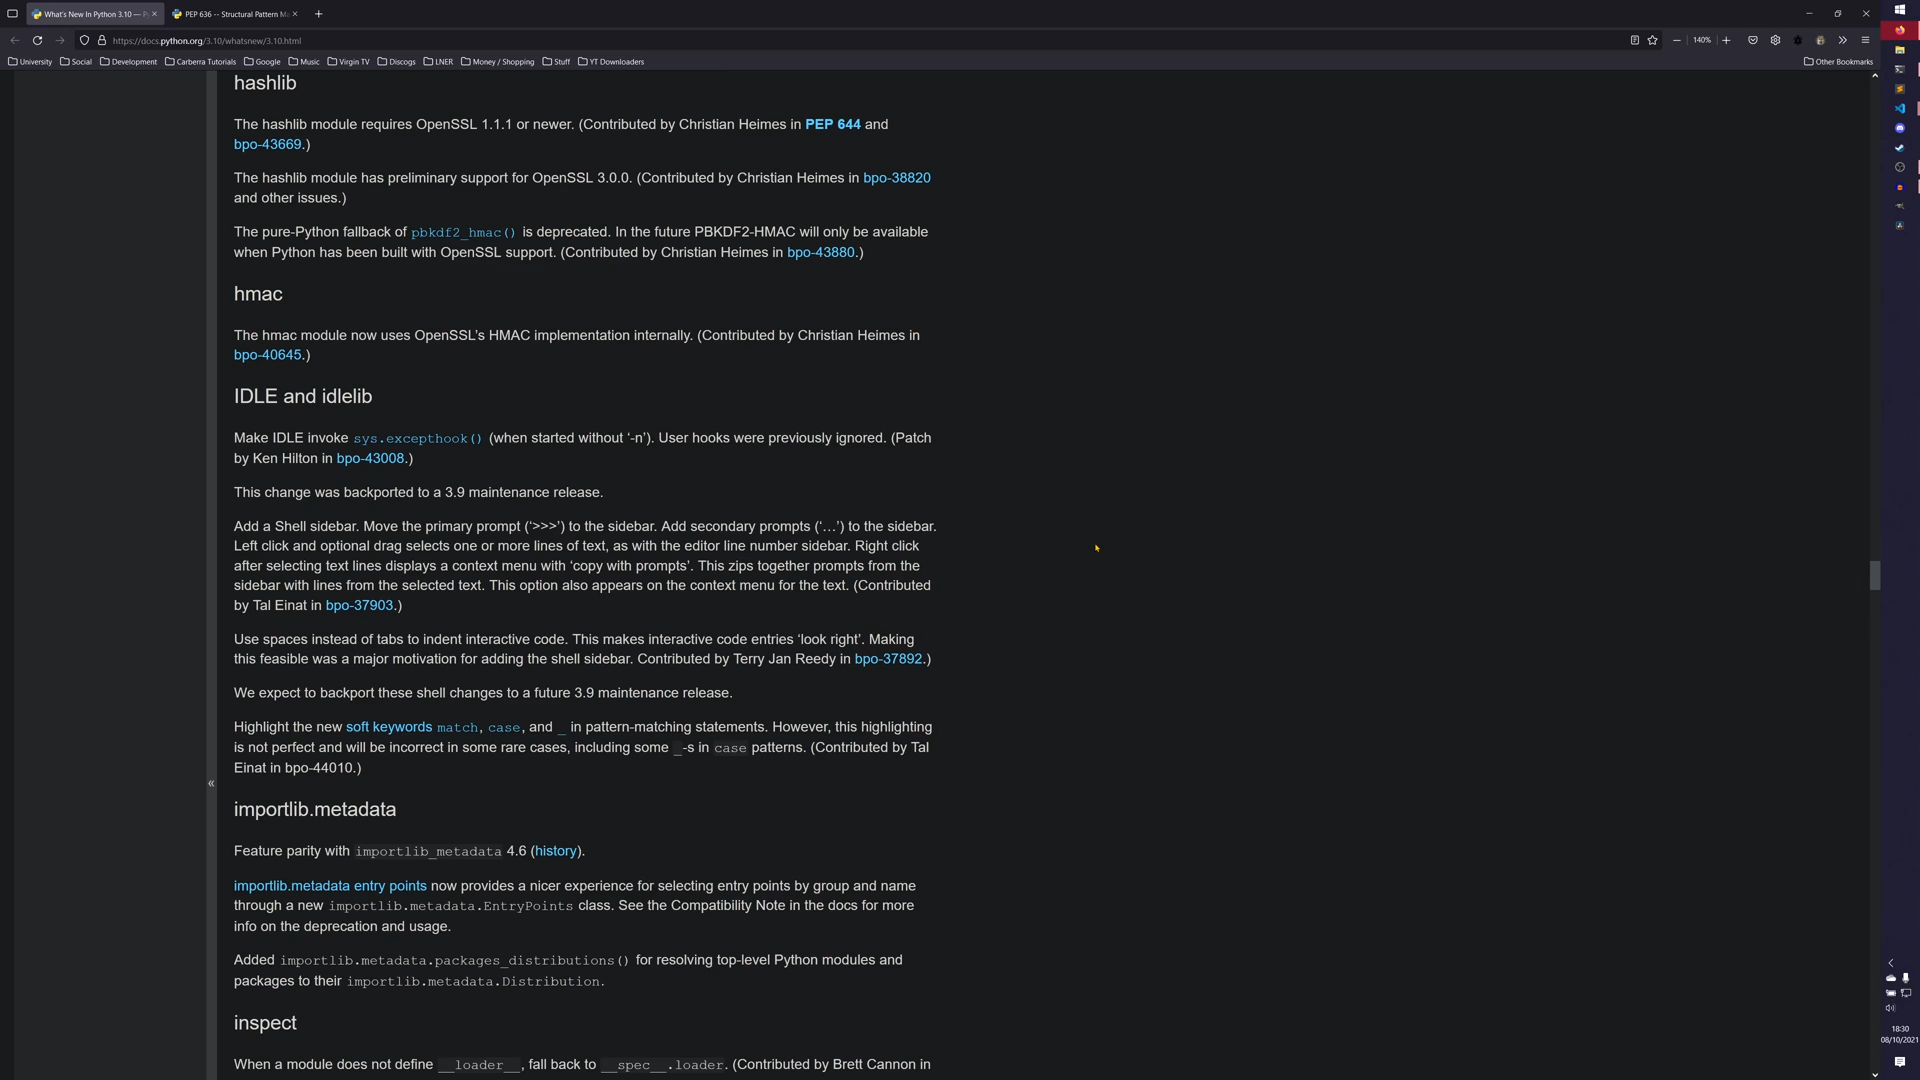 What's New In Python 3.10 — P
PEP 636 -- Structural Pattern Ma
https://docs.python.org/3.10/whatsnew/3.10.html
140%
University Social Development Carberra Tutorials Google Music Virgin TV Discogs LNER Money / Shopping Stuff YT Downloaders Other Bookmarks
hashlib
The hashlib module requires OpenSSL 1.1.1 or newer. (Contributed by Christian Heimes in PEP 644 and
bpo-43669.)
The hashlib module has preliminary support for OpenSSL 3.0.0. (Contributed by Christian Heimes in bpo-38820
and other issues.)
The pure-Python fallback of pbkdf2_hmac() is deprecated. In the future PBKDF2-HMAC will only be available
when Python has been built with OpenSSL support. (Contributed by Christian Heimes in bpo-43880.)
hmac
The hmac module now uses OpenSSL's HMAC implementation internally. (Contributed by Christian Heimes in
bpo-40645.)
IDLE and idlelib
Make IDLE invoke sys.excepthook() (when started without ‘-n’). User hooks were previously ignored. (Patch
by Ken Hilton in bpo-43008.)
This change was backported to a 3.9 maintenance release.
Add a Shell sidebar. Move the primary prompt (‘>>>’) to the sidebar. Add secondary prompts (‘…’) to the sidebar.
Left click and optional drag selects one or more lines of text, as with the editor line number sidebar. Right click
after selecting text lines displays a context menu with ‘copy with prompts’. This zips together prompts from the
sidebar with lines from the selected text. This option also appears on the context menu for the text. (Contributed
by Tal Einat in bpo-37903.)
Use spaces instead of tabs to indent interactive code. This makes interactive code entries ‘look right’. Making
this feasible was a major motivation for adding the shell sidebar. Contributed by Terry Jan Reedy in bpo-37892.)
We expect to backport these shell changes to a future 3.9 maintenance release.
Highlight the new soft keywords match, case, and _ in pattern-matching statements. However, this highlighting
is not perfect and will be incorrect in some rare cases, including some _-s in case patterns. (Contributed by Tal
Einat in bpo-44010.)
«
importlib.metadata
Feature parity with importlib_metadata 4.6 (history).
importlib.metadata entry points now provides a nicer experience for selecting entry points by group and name
through a new importlib.metadata.EntryPoints class. See the Compatibility Note in the docs for more
info on the deprecation and usage.
Added importlib.metadata.packages_distributions() for resolving top-level Python modules and
packages to their importlib.metadata.Distribution.
inspect
When a module does not define __loader__, fall back to __spec__.loader. (Contributed by Brett Cannon in
18:30
08/10/2021